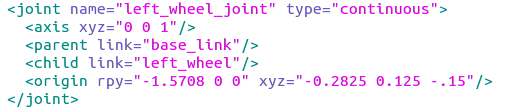 <joint name="left_wheel_joint" type="continuous">
  <axis xyz="0 0 1"/>
  <parent link="base_link"/>
  <child link="left_wheel"/>
  <origin rpy="-1.5708 0 0" xyz="-0.2825 0.125 -.15"/>
</joint>